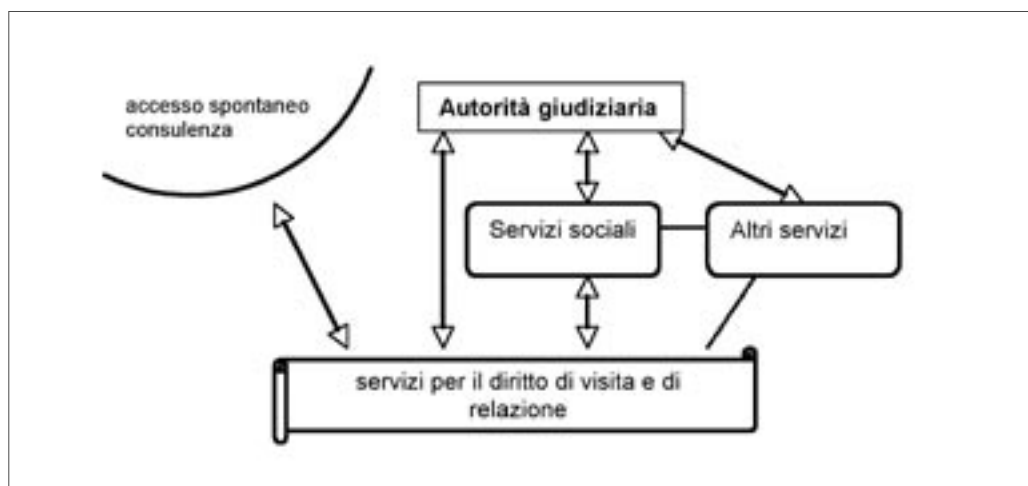 accesso spontaneo
consulenza
Autorità giudiziaria
Servizi sociali
Altri servizi
servizi per il diritto di visita e di
relazione